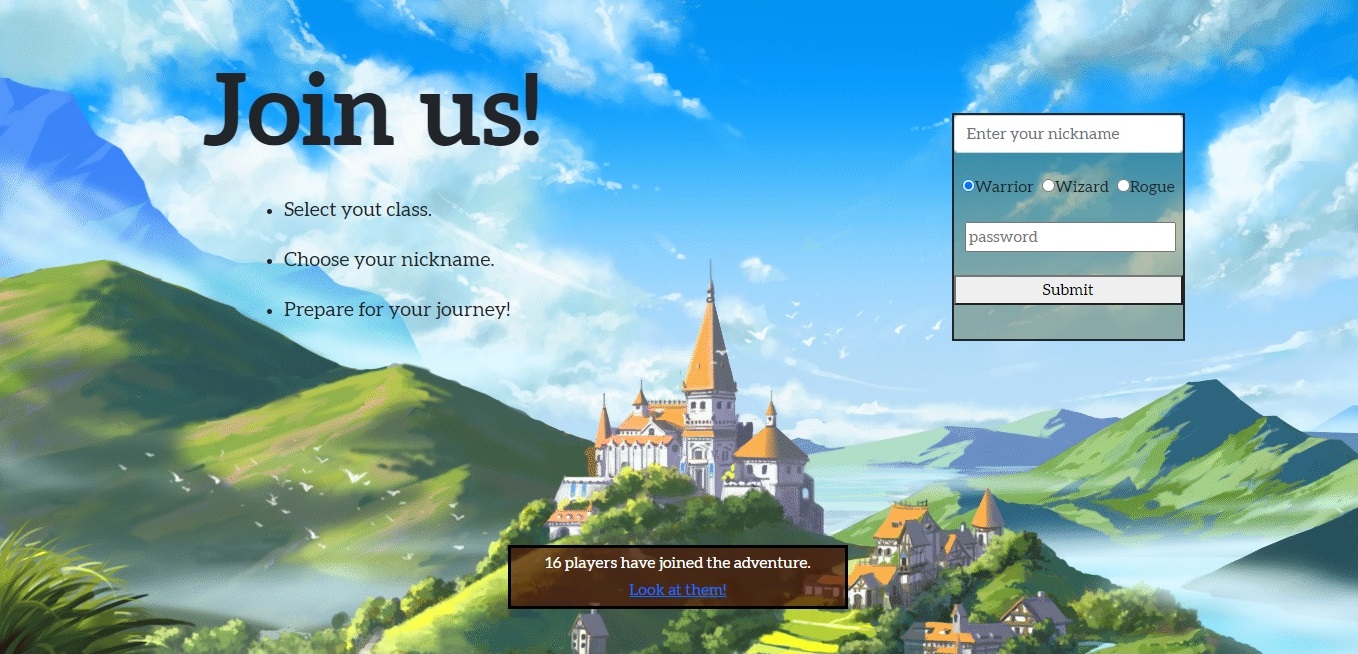 Join us!
Select yout class.
Choose your nickname.
Prepare for your journey!
Enter your nickname
Warrior Wizard Rogue
password
Submit
16 players have joined the adventure.
Look at them!